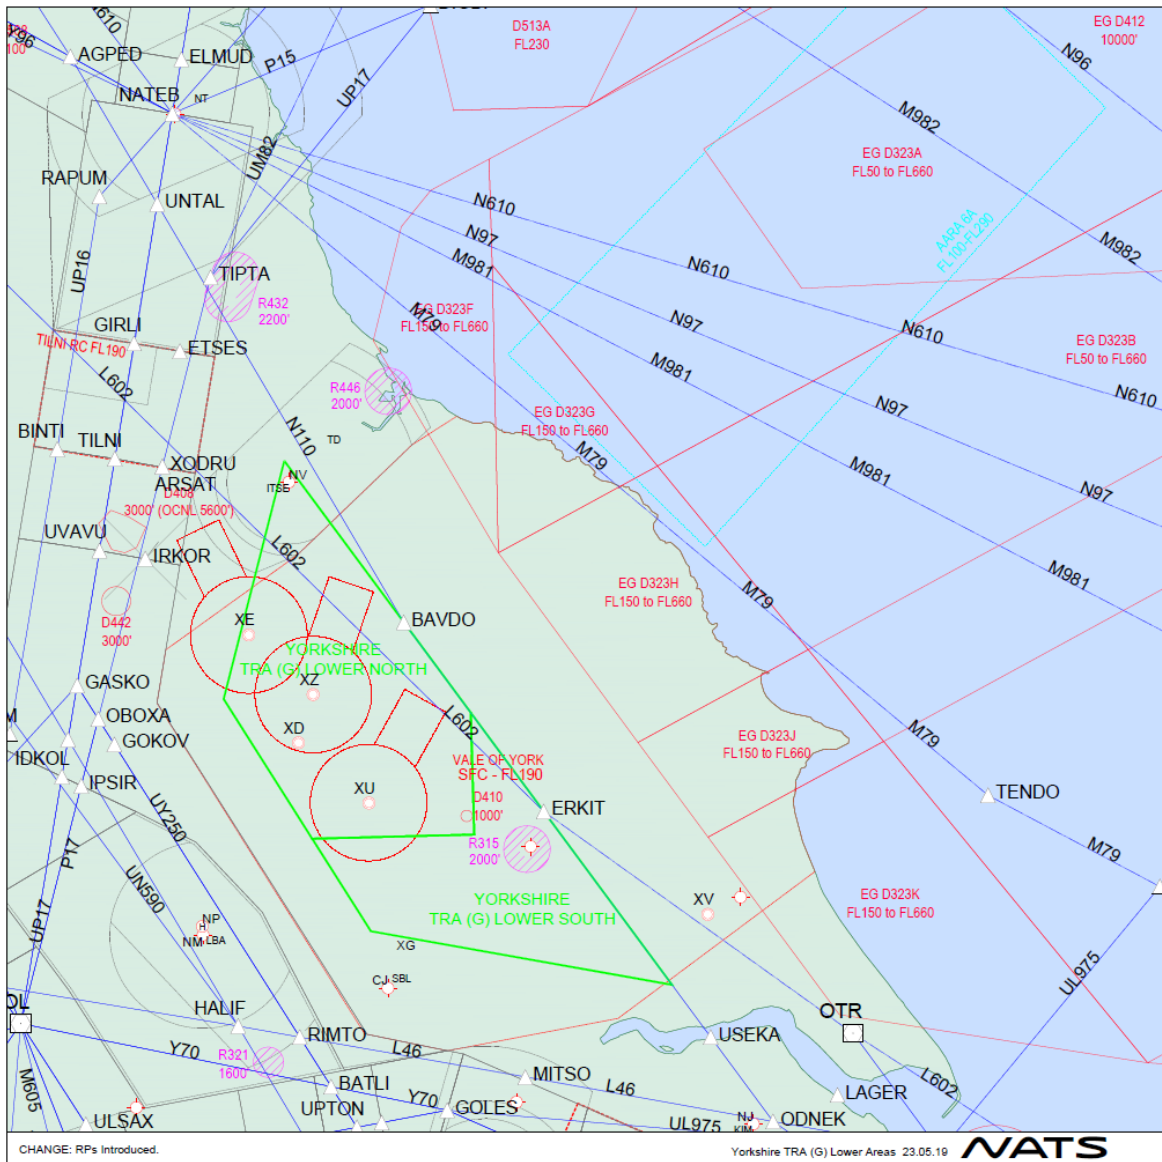 D513A
FL230
EG D412
10000'
Y96
N610
AGPED
ELMUD
P15
UP17
N96
NATEB
NT
M982
EG D323A
FL50 to FL660
UM82
RAPUM
UNTAL
N610
N97
M981
AARA 6A
FL100-FL290
M982
UP16
TIPTA
R432
2200'
N610
EG D323F
FL150 to FL660
M79
N97
N610
EG D323B
FL50 to FL660
GIRLI
TILNI RC FL190
ETSES
L602
M981
R446
2000'
N610
N97
EG D323G
FL150 to FL660
N110
TD
BINTI
TILNI
XODRU
ARSAT
M79
M981
N97
NV
D408
3000' (OCNL 5600')
UVAVU
IRKOR
L602
M981
EG D323H
FL150 to FL660
M79
D442
3000'
XE
BAVDO
YORKSHIRE
TRA (G) LOWER NORTH
XZ
GASKO
OBOXA
GOKOV
XD
L602
M79
EG D323J
FL150 to FL660
IDKOL
IPSIR
VALE OF YORK
SFC - FL190
XU
D410
1000'
ERKIT
TENDO
UY250
R315
2000'
M79
P17
UN590
YORKSHIRE
TRA (G) LOWER SOUTH
EG D323K
FL150 to FL660
XV
UP17
NP
H
NM
LBA
XG
CJ
SBL
UL975
HALIF
OTR
RIMTO
USEKA
R321
1600'
Y70
L46
M605
BATLI
MITSO
L46
L602
LAGER
UPTON
Y70
GOLES
ULSAX
UL975
NJ
ODNEK
CHANGE: RPs Introduced.
Yorkshire TRA (G) Lower Areas 23.05.19
NATS